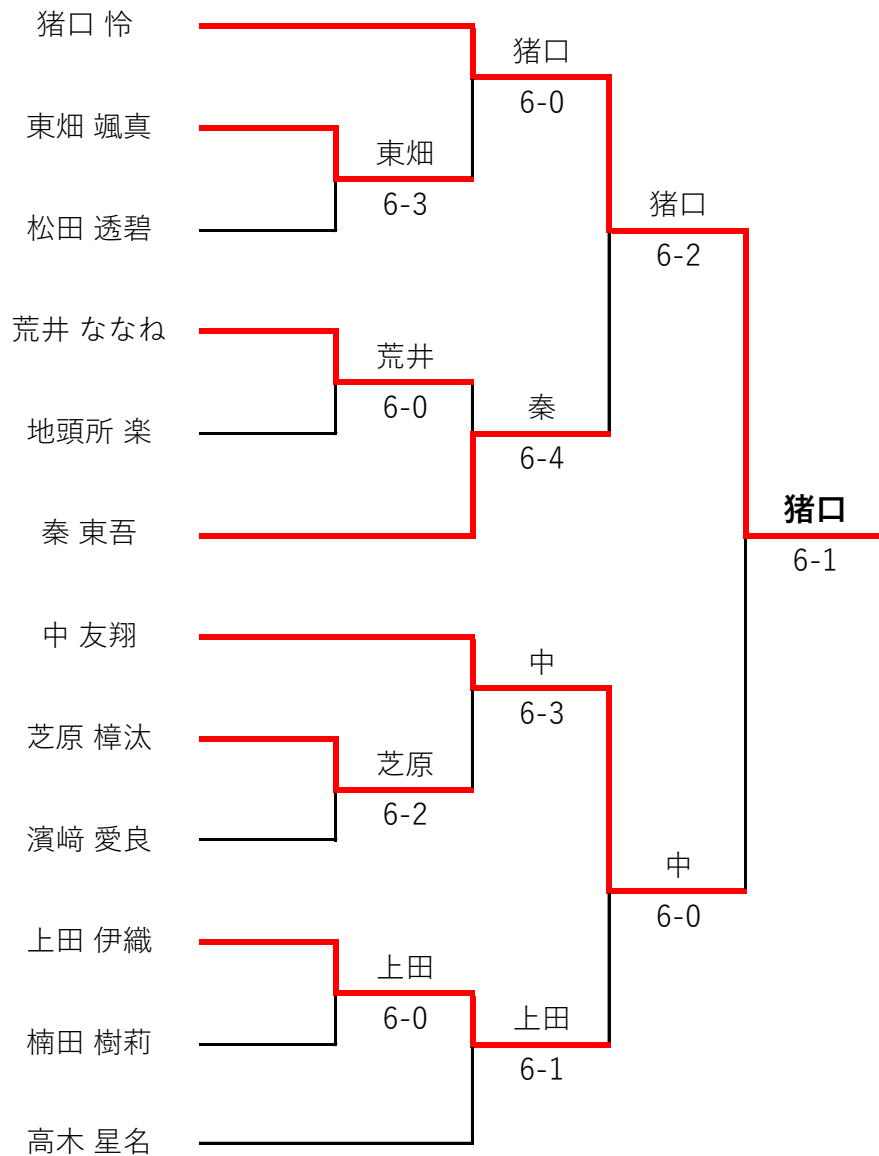 猪口 怜
猪口
6-0
東畑 颯真
東畑
6-3
猪口
6-2
松田 透碧
荒井 ななね
荒井
6-0
秦
6-4
地頭所 楽
猪口
6-1
秦 東吾
中 友翔
中
6-3
芝原 樟汰
芝原
6-2
濱﨑 愛良
中
6-0
上田 伊織
上田
6-0
上田
6-1
楠田 樹莉
高木 星名